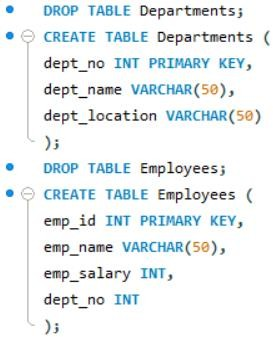 DROP TABLE Departments;
CREATE TABLE Departments (
dept_no INT PRIMARY KEY,
dept_name VARCHAR(50),
dept_location VARCHAR(50)
);
DROP TABLE Employees;
CREATE TABLE Employees (
emp_id INT PRIMARY KEY,
emp_name VARCHAR(50),
emp_salary INT,
dept_no INT
);